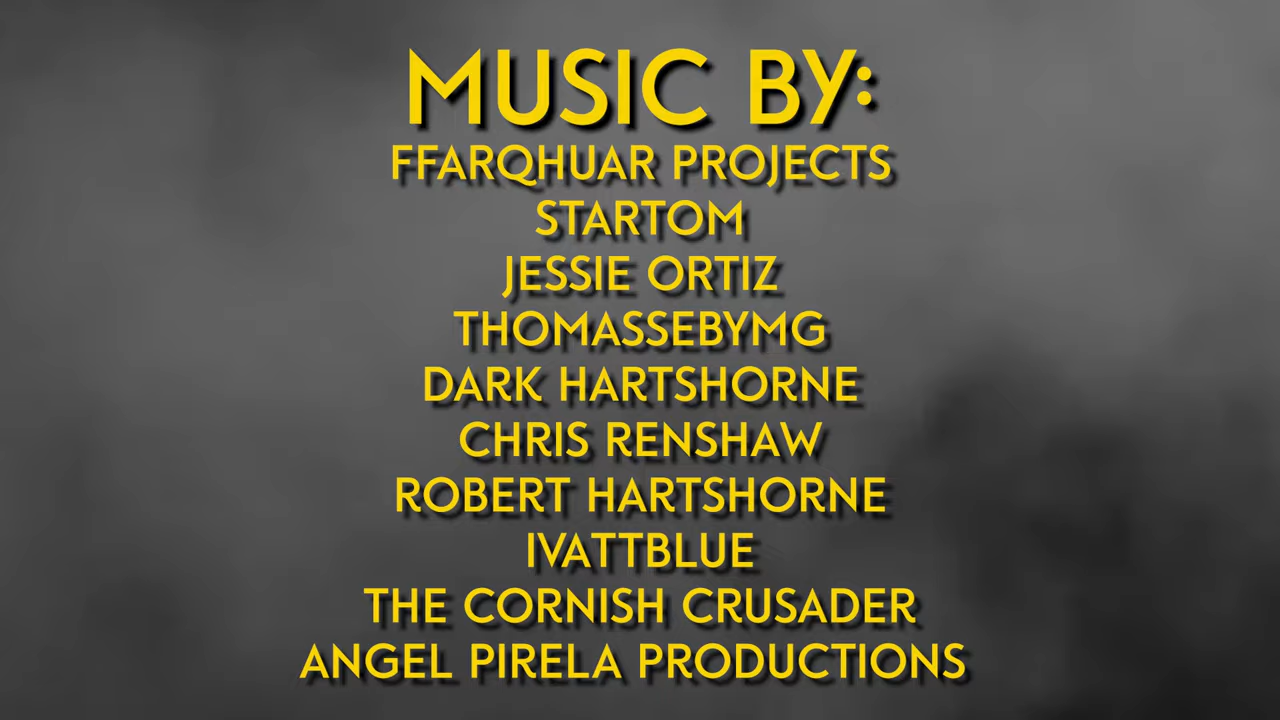 MUSIC BY:
FFARQHUAR PROJECTS
STARTOM
JESSIE ORTIZ
THOMASSEBYMG
DARK HARTSHORNE
CHRIS RENSHAW
ROBERT HARTSHORNE
IVATTBLUE
THE CORNISH CRUSADER
ANGEL PIRELA PRODUCTIONS